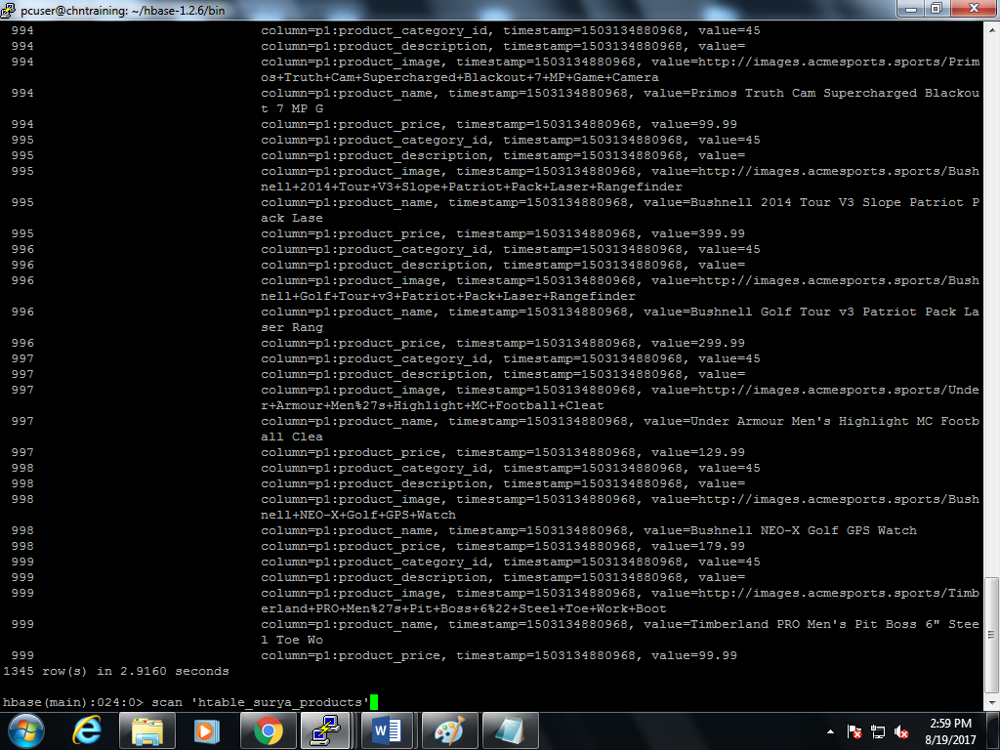 pcuser@chntraining: ~/hbase-1.2.6/bin
994 column=p1:product_category_id, timestamp=1503134880968, value=45
994 column=p1:product_description, timestamp=1503134880968, value=
994 column=p1:product_image, timestamp=1503134880968, value=http://images.acmesports.sports/Prim
os+Truth+Cam+Supercharged+Blackout+7+MP+Game+Camera
994 column=p1:product_name, timestamp=1503134880968, value=Primos Truth Cam Supercharged Blackou
t 7 MP G
994 column=p1:product_price, timestamp=1503134880968, value=99.99
995 column=p1:product_category_id, timestamp=1503134880968, value=45
995 column=p1:product_description, timestamp=1503134880968, value=
995 column=p1:product_image, timestamp=1503134880968, value=http://images.acmesports.sports/Bush
nell+2014+Tour+V3+Slope+Patriot+Pack+Laser+Rangefinder
995 column=p1:product_name, timestamp=1503134880968, value=Bushnell 2014 Tour V3 Slope Patriot P
ack Lase
995 column=p1:product_price, timestamp=1503134880968, value=399.99
996 column=p1:product_category_id, timestamp=1503134880968, value=45
996 column=p1:product_description, timestamp=1503134880968, value=
996 column=p1:product_image, timestamp=1503134880968, value=http://images.acmesports.sports/Bush
nell+Golf+Tour+v3+Patriot+Pack+Laser+Rangefinder
996 column=p1:product_name, timestamp=1503134880968, value=Bushnell Golf Tour v3 Patriot Pack La
ser Rang
996 column=p1:product_price, timestamp=1503134880968, value=299.99
997 column=p1:product_category_id, timestamp=1503134880968, value=45
997 column=p1:product_description, timestamp=1503134880968, value=
997 column=p1:product_image, timestamp=1503134880968, value=http://images.acmesports.sports/Unde
r+Armour+Men%27s+Highlight+MC+Football+Cleat
997 column=p1:product_name, timestamp=1503134880968, value=Under Armour Men's Highlight MC Footb
all Clea
997 column=p1:product_price, timestamp=1503134880968, value=129.99
998 column=p1:product_category_id, timestamp=1503134880968, value=45
998 column=p1:product_description, timestamp=1503134880968, value=
998 column=p1:product_image, timestamp=1503134880968, value=http://images.acmesports.sports/Bush
nell+NEO-X+Golf+GPS+Watch
998 column=p1:product_name, timestamp=1503134880968, value=Bushnell NEO-X Golf GPS Watch
998 column=p1:product_price, timestamp=1503134880968, value=179.99
999 column=p1:product_category_id, timestamp=1503134880968, value=45
999 column=p1:product_description, timestamp=1503134880968, value=
999 column=p1:product_image, timestamp=1503134880968, value=http://images.acmesports.sports/Timb
erland+PRO+Men%27s+Pit+Boss+6%22+Steel+Toe+Work+Boot
999 column=p1:product_name, timestamp=1503134880968, value=Timberland PRO Men's Pit Boss 6" Stee
l Toe Wo
999 column=p1:product_price, timestamp=1503134880968, value=99.99
1345 row(s) in 2.9160 seconds
hbase(main):024:0> scan 'htable_surya_products'
2:59 PM
8/19/2017